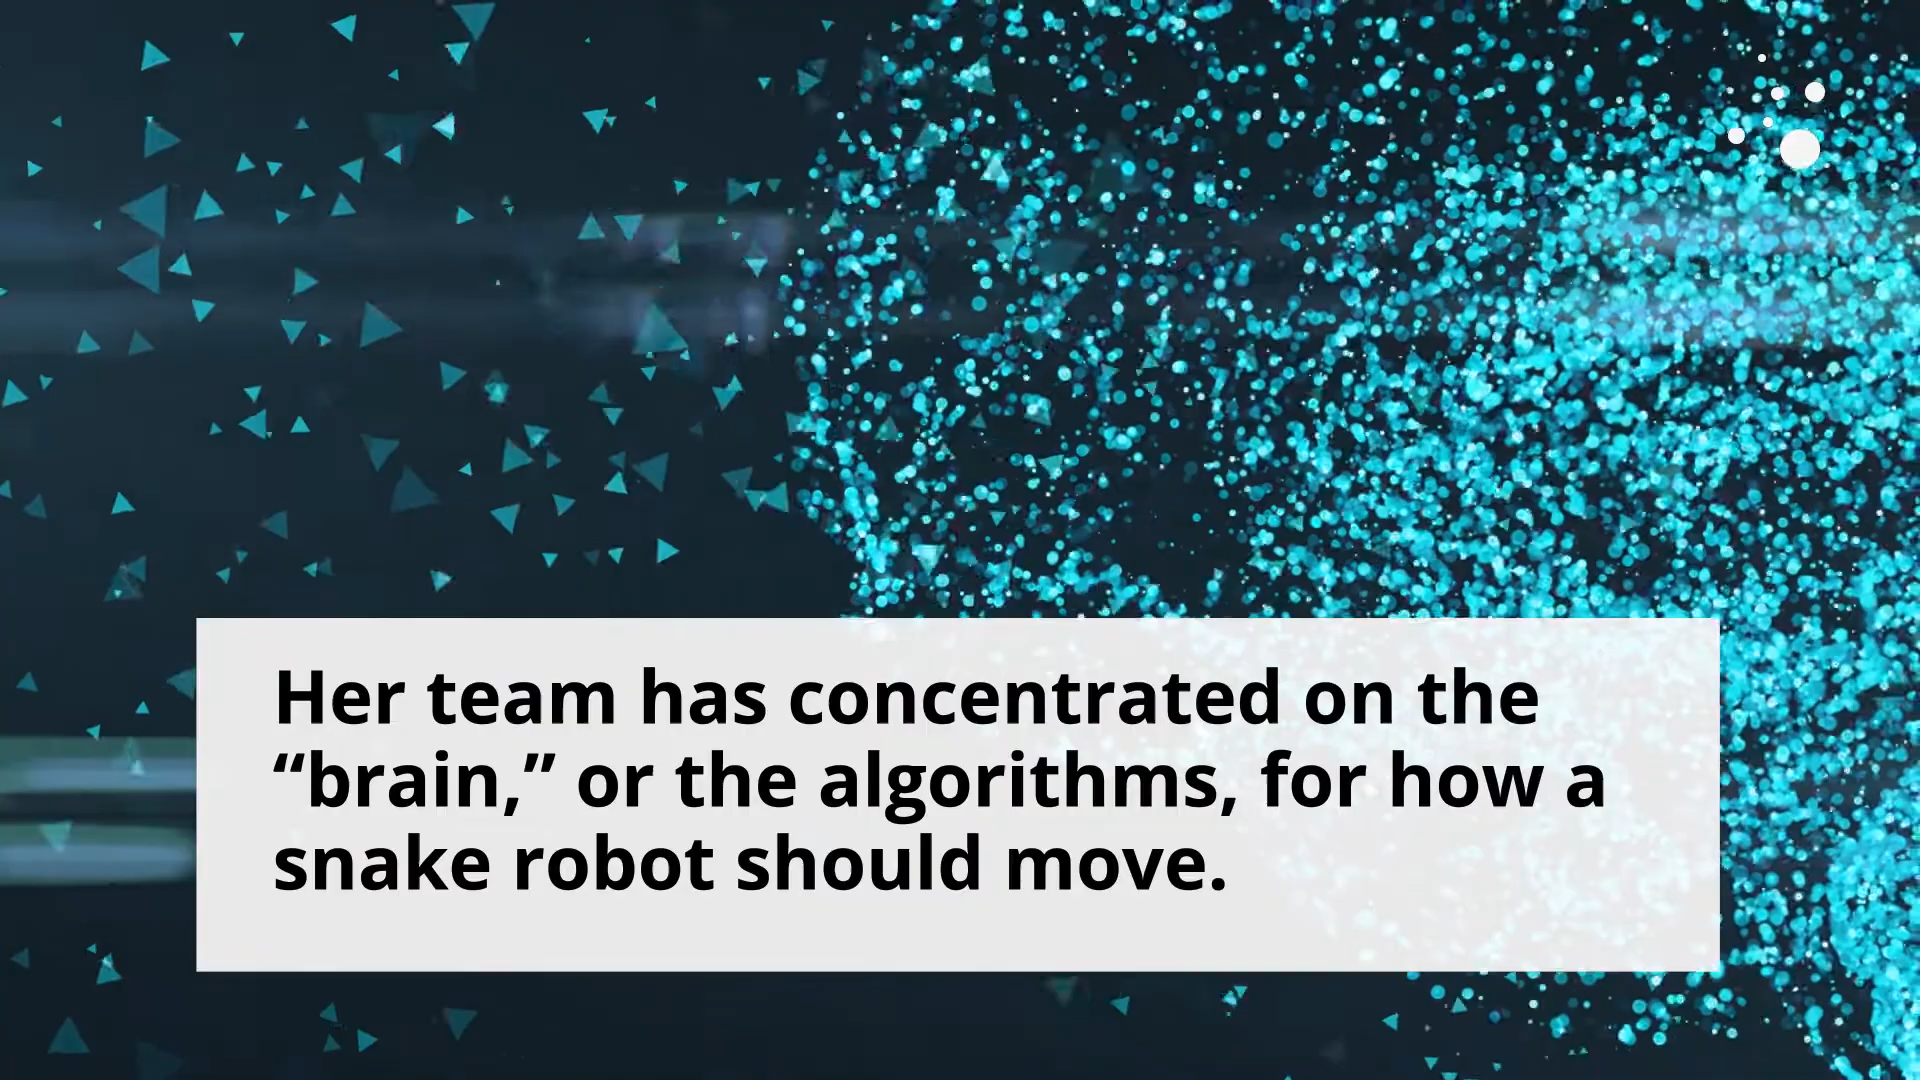 Her team has concentrated on the
“brain,” or the algorithms, for how a
snake robot should move.